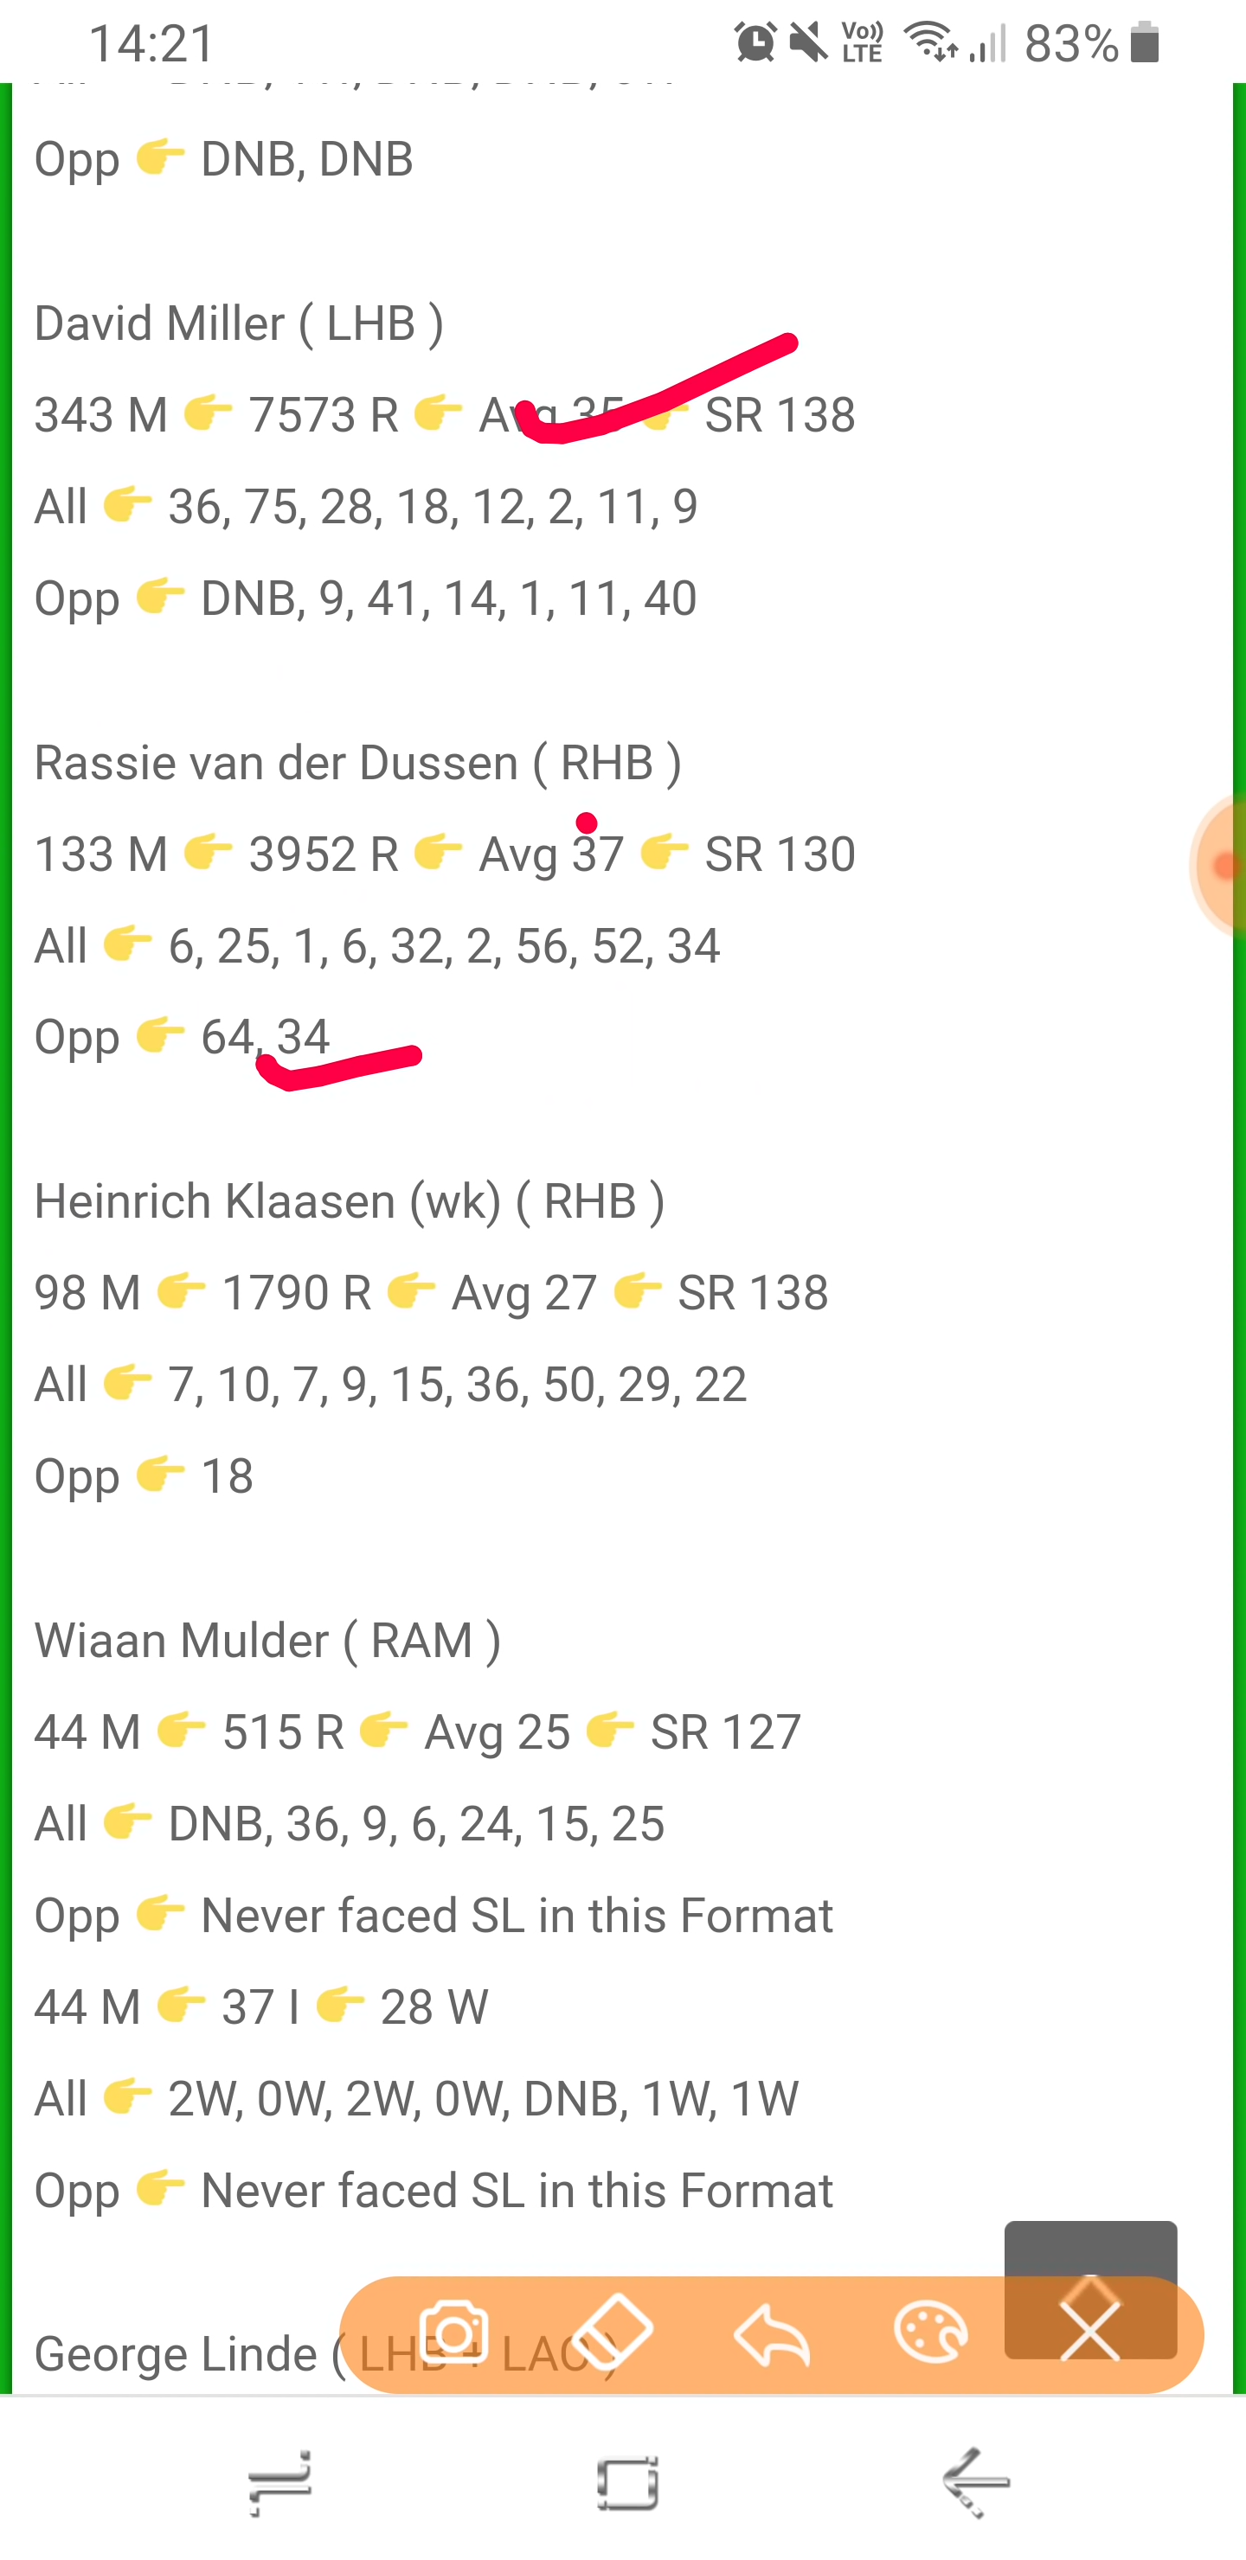 14:21 Vo)) LTE 83%
Opp 👉 DNB, DNB
David Miller ( LHB )
343 M 👉 7573 R 👉 Avg 35 👉 SR 138
All 👉 36, 75, 28, 18, 12, 2, 11, 9
Opp 👉 DNB, 9, 41, 14, 1, 11, 40
Rassie van der Dussen ( RHB )
133 M 👉 3952 R 👉 Avg 37 👉 SR 130
All 👉 6, 25, 1, 6, 32, 2, 56, 52, 34
Opp 👉 64, 34
Heinrich Klaasen (wk) ( RHB )
98 M 👉 1790 R 👉 Avg 27 👉 SR 138
All 👉 7, 10, 7, 9, 15, 36, 50, 29, 22
Opp 👉 18
Wiaan Mulder ( RAM )
44 M 👉 515 R 👉 Avg 25 👉 SR 127
All 👉 DNB, 36, 9, 6, 24, 15, 25
Opp 👉 Never faced SL in this Format
44 M 👉 37 I 👉 28 W
All 👉 2W, 0W, 2W, 0W, DNB, 1W, 1W
Opp 👉 Never faced SL in this Format
George Linde ( LHB + LAO )